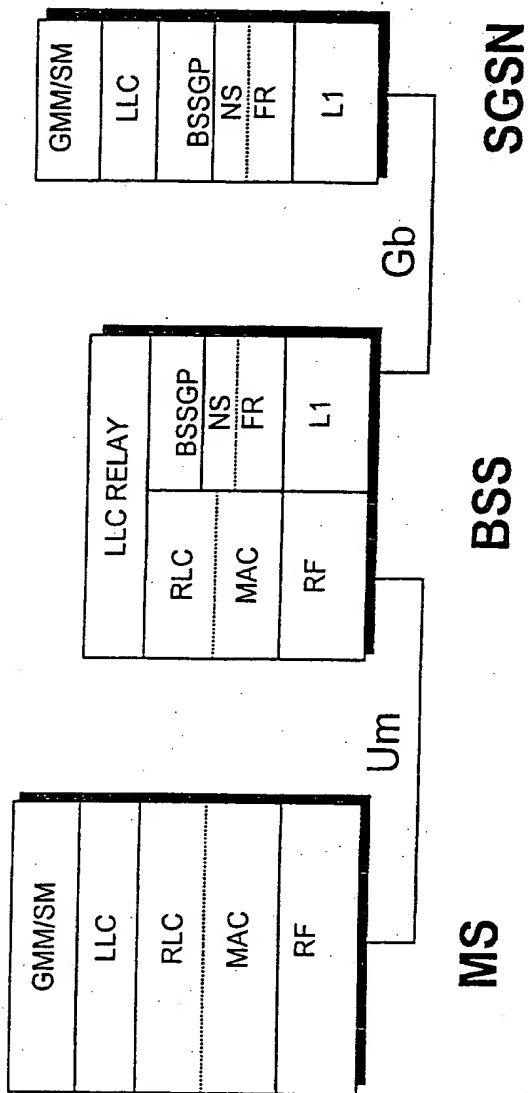 GMM/SM
LLC
RLC
MAC
RF
MS
Um
LLC RELAY
RLC
MAC
RF
BSSGP
NS
FR
L1
BSS
Gb
GMM/SM
LLC
BSSGP
NS
FR
L1
SGSN